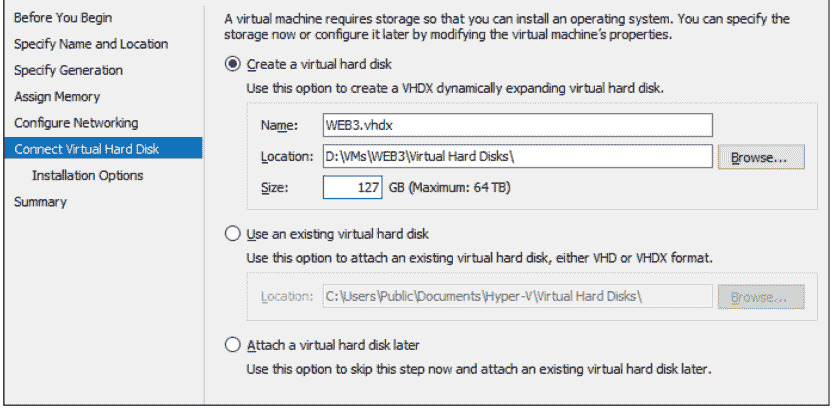 Before You Begin
Specify Name and Location
Specify Generation
Assign Memory
Configure Networking
Connect Virtual Hard Disk
Installation Options
Summary
A virtual machine requires storage so that you can install an operating system. You can specify the
storage now or configure it later by modifying the virtual machine's properties.
Create a virtual hard disk
Use this option to create a VHDX dynamically expanding virtual hard disk.
Name: WEB3.vhdx
Location: D:\VMs\WEB3\Virtual Hard Disks\ Browse...
Size: 127 GB (Maximum: 64 TB)
Use an existing virtual hard disk
Use this option to attach an existing virtual hard disk, either VHD or VHDX format.
Location: C:\Users\Public\Documents\Hyper-V\Virtual Hard Disks\ Browse...
Attach a virtual hard disk later
Use this option to skip this step now and attach an existing virtual hard disk later.